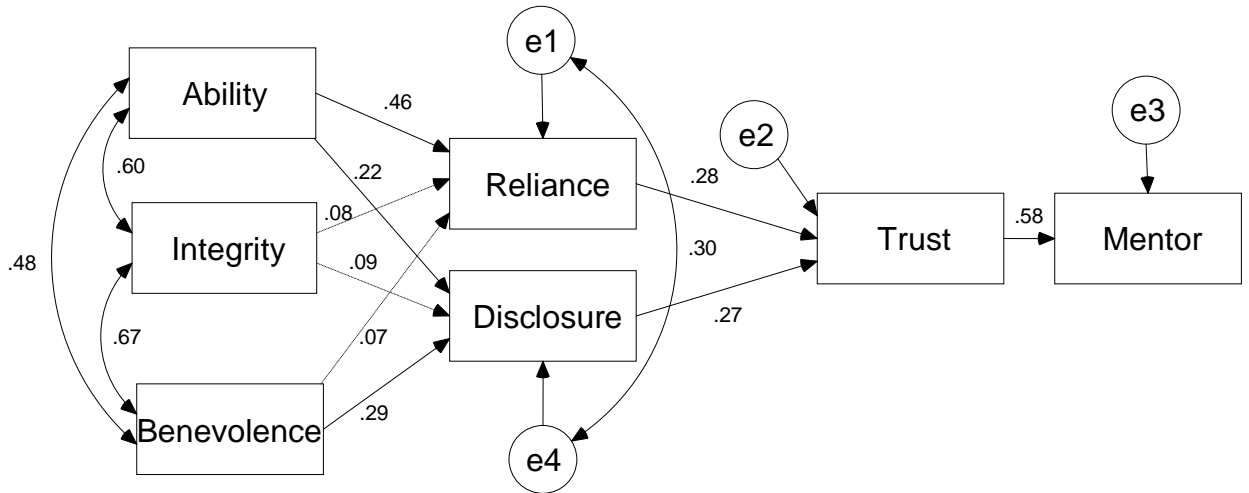 e1
Ability
.46
e3
e2
.60
.22
Reliance
.28
.08
.58
Integrity
Trust
Mentor
.48
.30
.09
Disclosure
.27
.67
.07
.29
Benevolence
e4